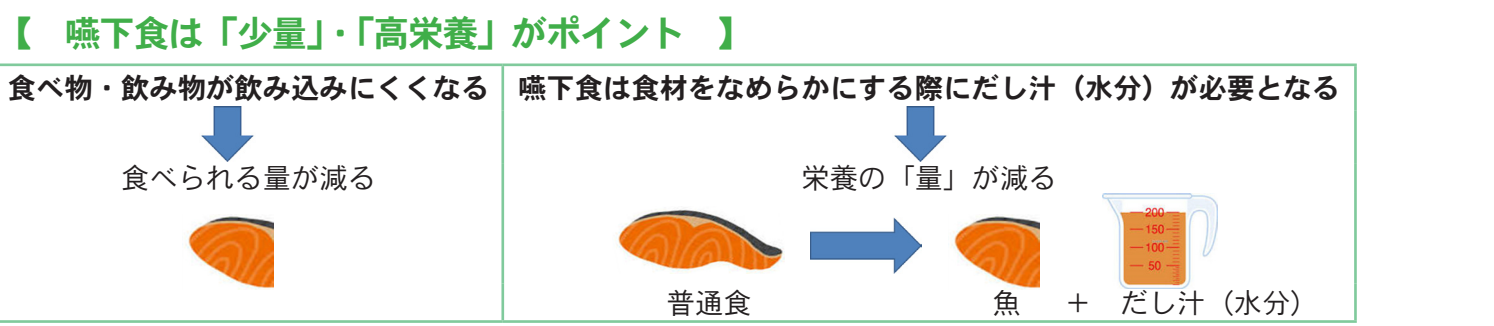 【　嚥下食は「少量」・「高栄養」がポイント　】
食べ物・飲み物が飲み込みにくくなる
食べられる量が減る
嚥下食は食材をなめらかにする際にだし汁（水分）が必要となる
栄養の「量」が減る
200
150
100
50
普通食
魚　＋　だし汁（水分）